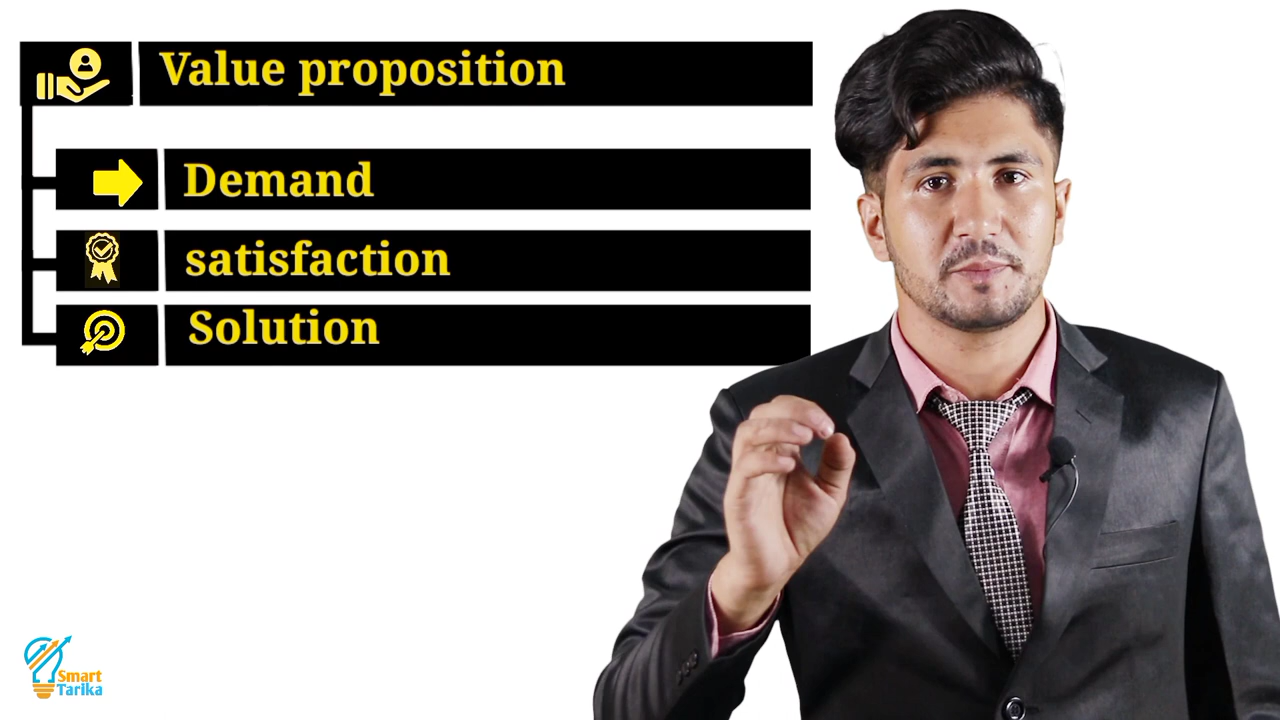 Value proposition
Demand
satisfaction
Solution
Smart
Tarika